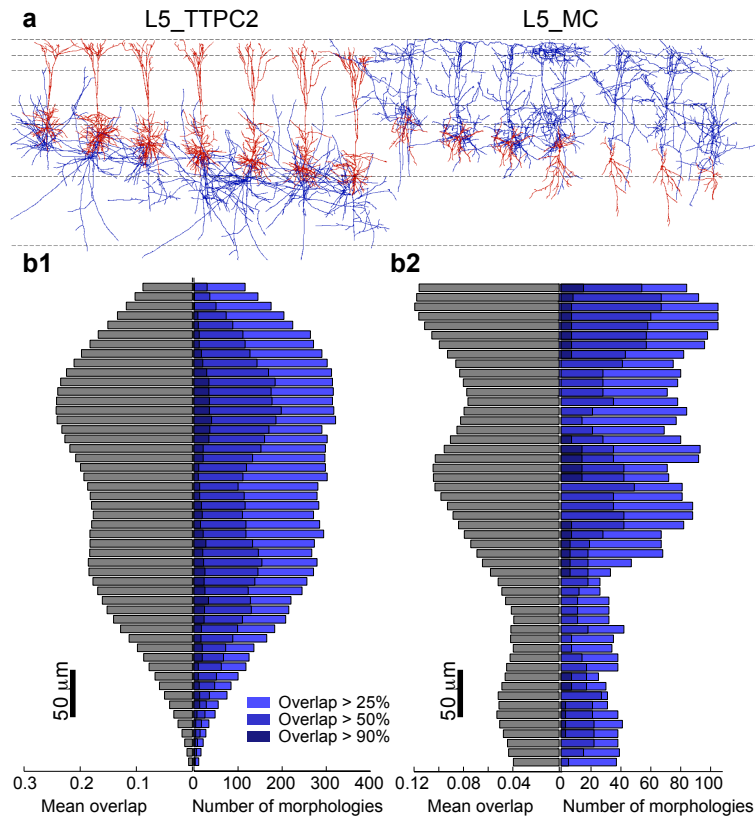 a
L5_TTPC2
L5_MC
b1
b2
50 µm
50 µm
Overlap > 25%
Overlap > 50%
Overlap > 90%
0.3
0.1
0
100
200
300
400
0.12
0.08
0.04
0
20
40
60
80
100
Mean overlap
Number of morphologies
Mean overlap
Number of morphologies